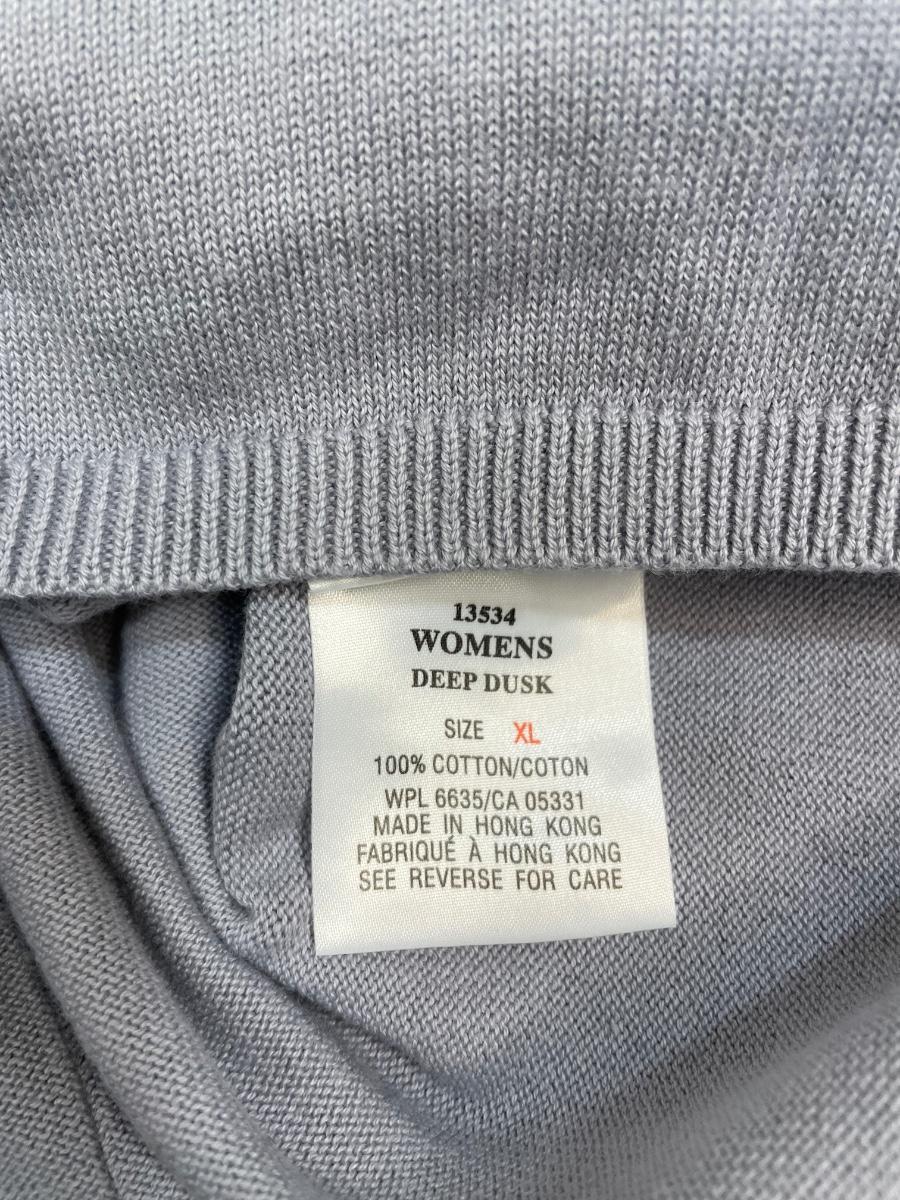 13534
WOMENS
DEEP DUSK
SIZE XL
100% COTTON/COTON
WPL 6635/CA 05331
MADE IN HONG KONG
FABRIQUÉ À HONG KONG
SEE REVERSE FOR CARE